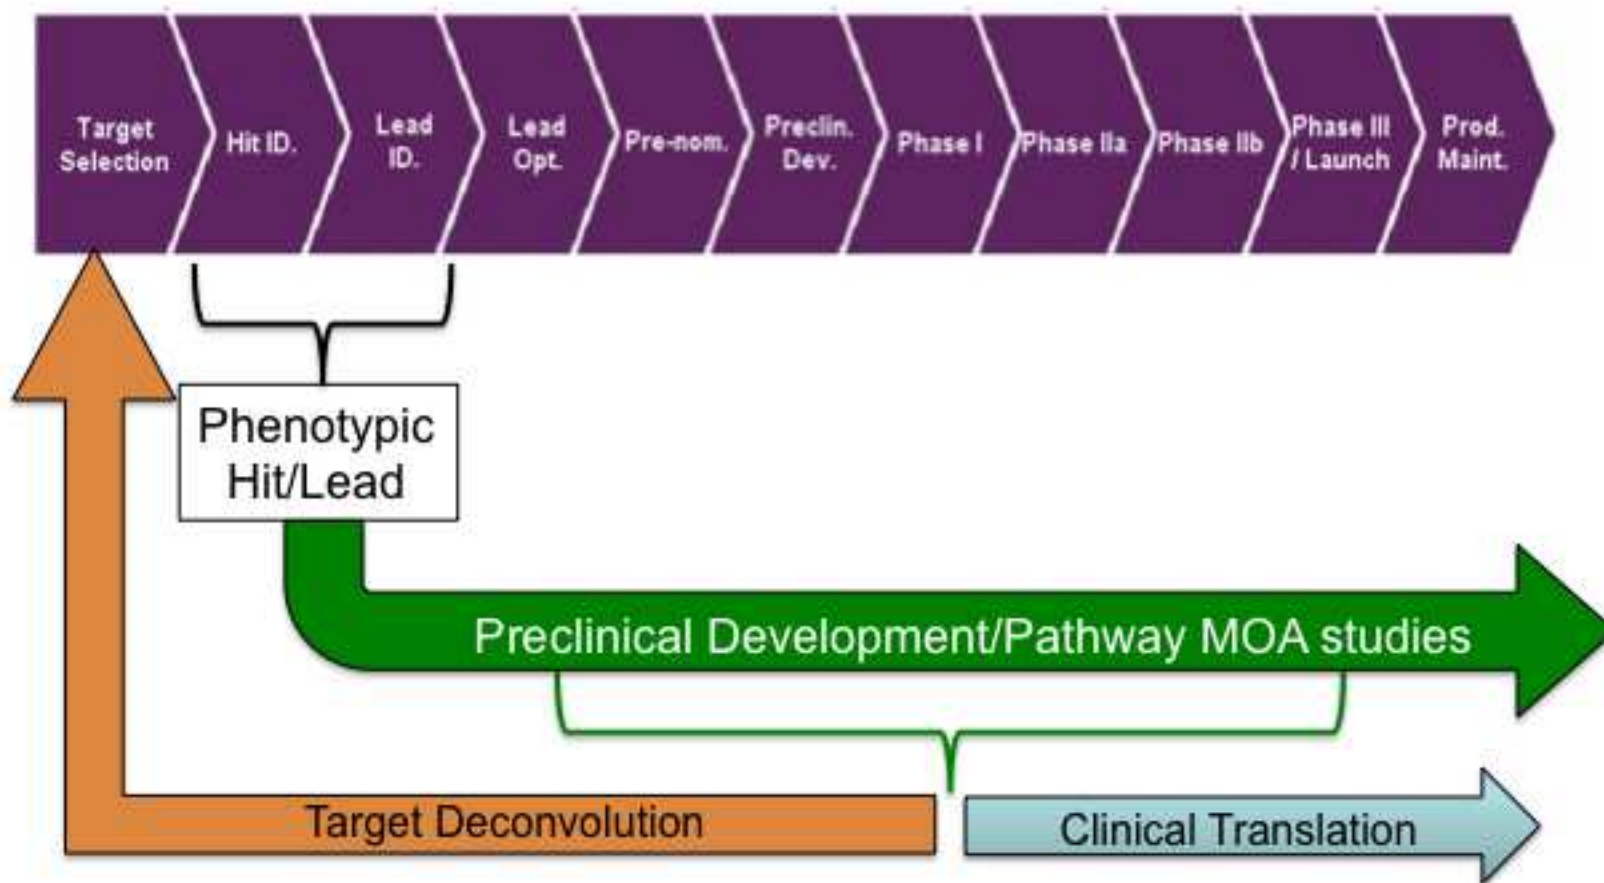 Target
Selection
Hit ID.
Lead
ID.
Lead
Opt.
Pre-nom.
Preclin.
Dev.
Phase I
Phase IIa
Phase IIb
Phase III
/ Launch
Prod.
Maint.
Phenotypic
Hit/Lead
Preclinical Development/Pathway MOA studies
Target Deconvolution
Clinical Translation